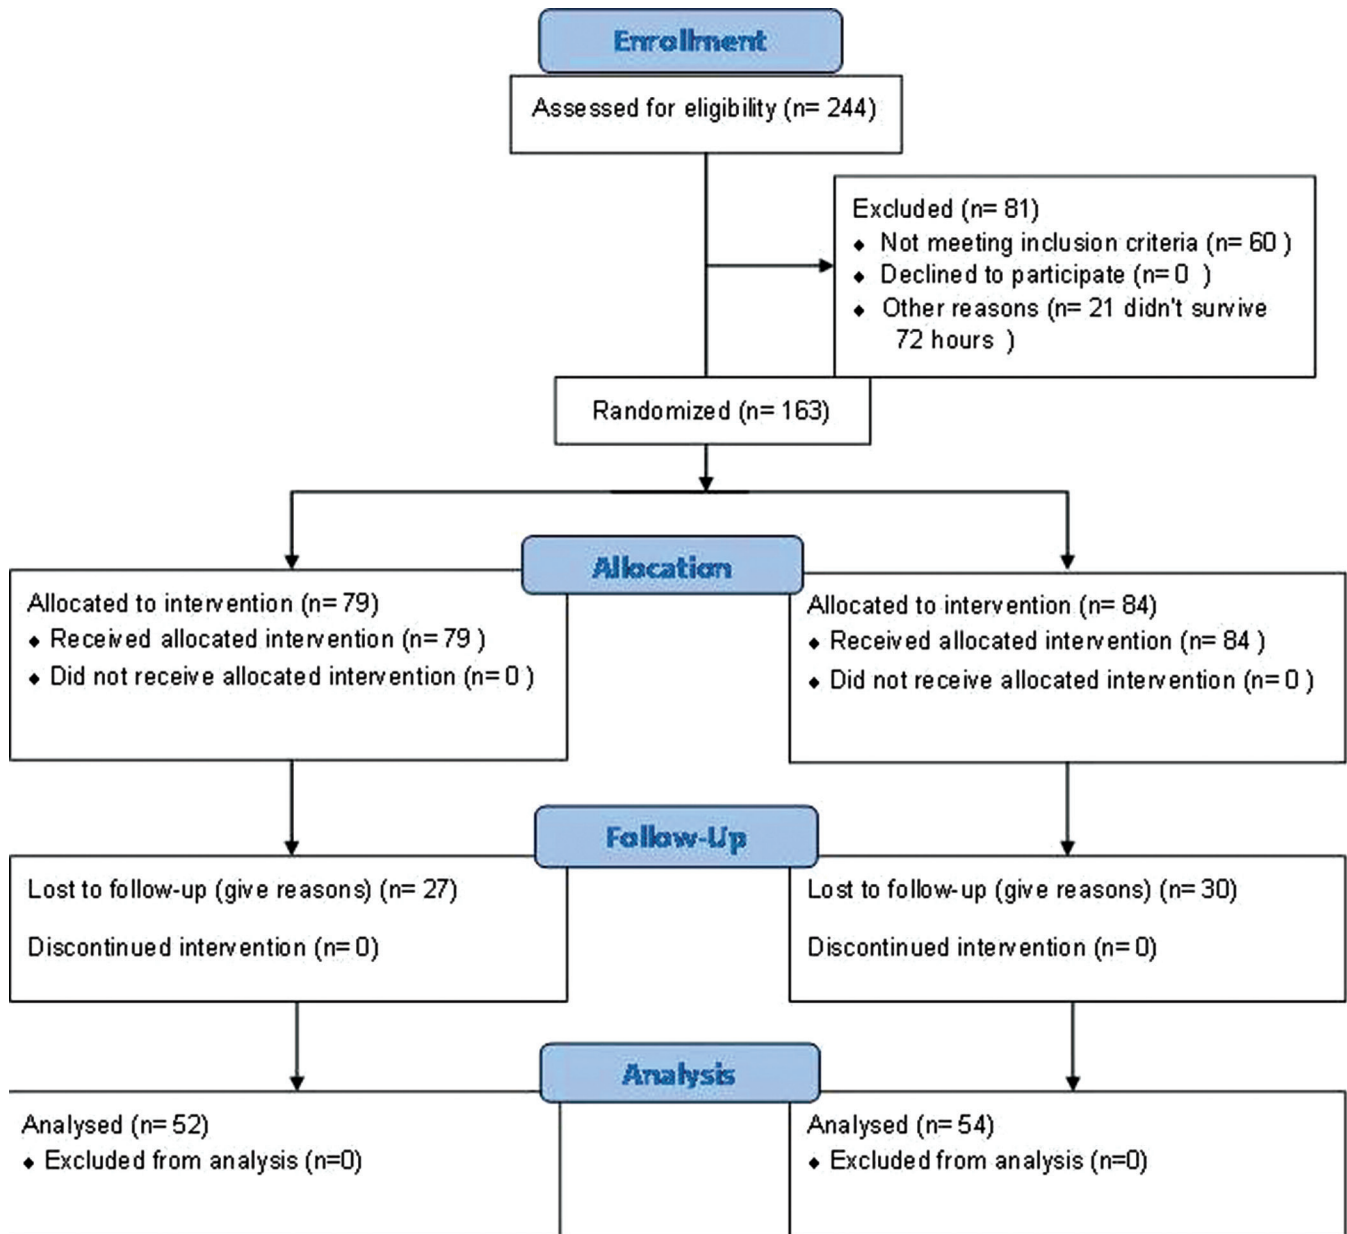 Enrollment
Assessed for eligibility (n= 244)
Excluded (n= 81)
♦ Not meeting inclusion criteria (n= 60 )
♦ Declined to participate (n= 0 )
♦ Other reasons (n= 21 didn't survive
72 hours )
Randomized (n= 163)
Allocation
Allocated to intervention (n= 79)
♦ Received allocated intervention (n= 79 )
♦ Did not receive allocated intervention (n= 0 )
Allocated to intervention (n= 84)
♦ Received allocated intervention (n= 84 )
♦ Did not receive allocated intervention (n= 0 )
Follow-Up
Lost to follow-up (give reasons) (n= 27)
Discontinued intervention (n= 0)
Lost to follow-up (give reasons) (n= 30)
Discontinued intervention (n= 0)
Analysis
Analysed (n= 52)
♦ Excluded from analysis (n=0)
Analysed (n= 54)
♦ Excluded from analysis (n=0)